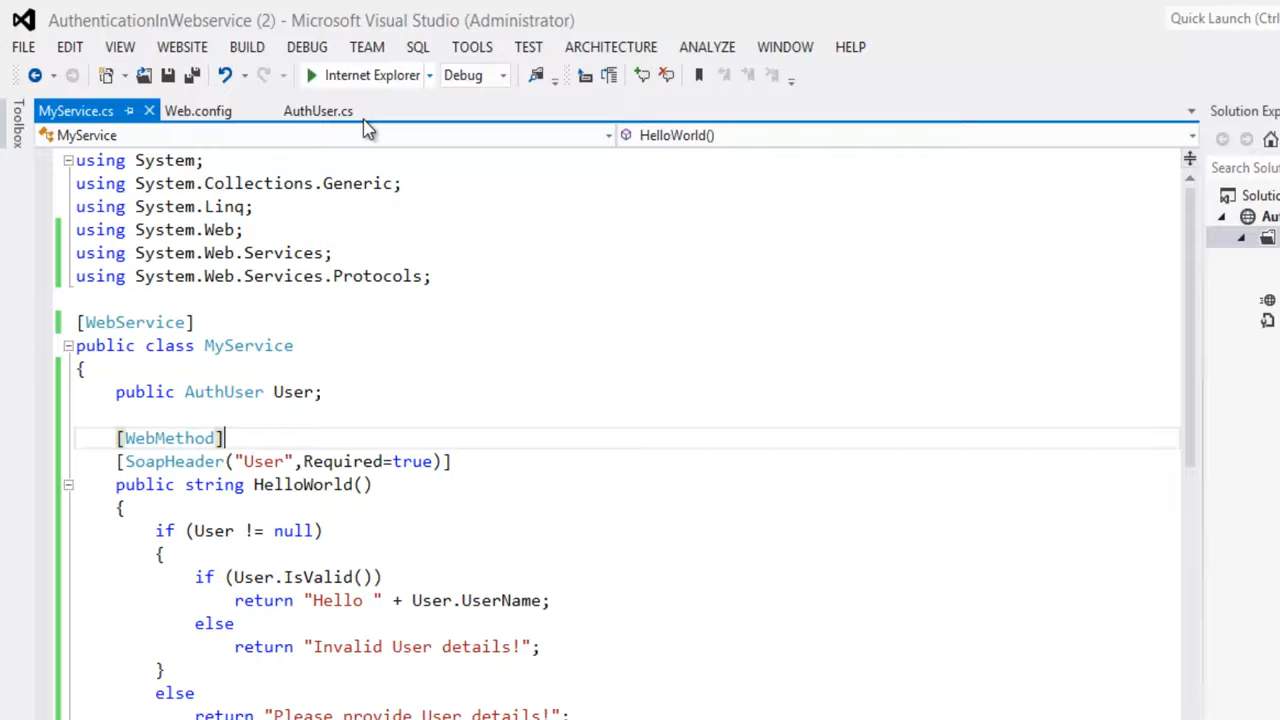 AuthenticationInWebservice (2) - Microsoft Visual Studio (Administrator)
Quick Launch (Ctrl
FILE EDIT VIEW WEBSITE BUILD DEBUG TEAM SQL TOOLS TEST ARCHITECTURE ANALYZE WINDOW HELP
Internet Explorer Debug
MyService.cs Web.config AuthUser.cs
Solution Exp
Toolbox
MyService HelloWorld()
Search Solut
using System;
using System.Collections.Generic;
using System.Linq;
using System.Web;
using System.Web.Services;
using System.Web.Services.Protocols;
Solutio
Au
[WebService]
public class MyService
{
public AuthUser User;
[WebMethod]
[SoapHeader("User",Required=true)]
public string HelloWorld()
{
if (User != null)
{
if (User.IsValid())
return "Hello " + User.UserName;
else
return "Invalid User details!";
}
else
return "Please provide User details!";